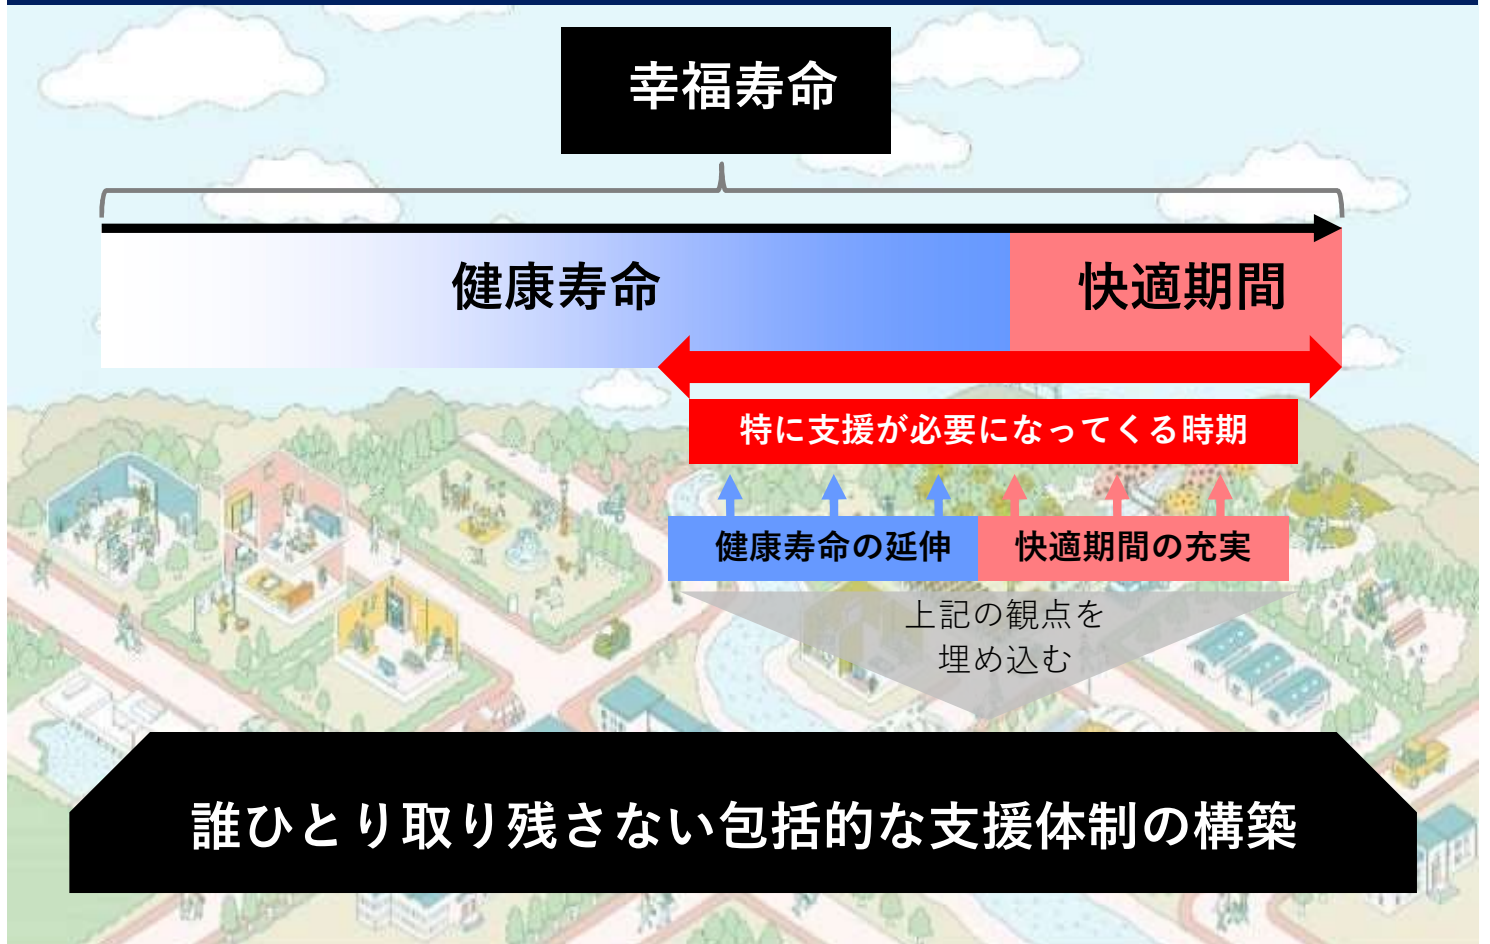 幸福寿命
健康寿命
快適期間
特に支援が必要になってくる時期
健康寿命の延伸
快適期間の充実
上記の観点を
埋め込む
誰ひとり取り残さない包括的な支援体制の構築